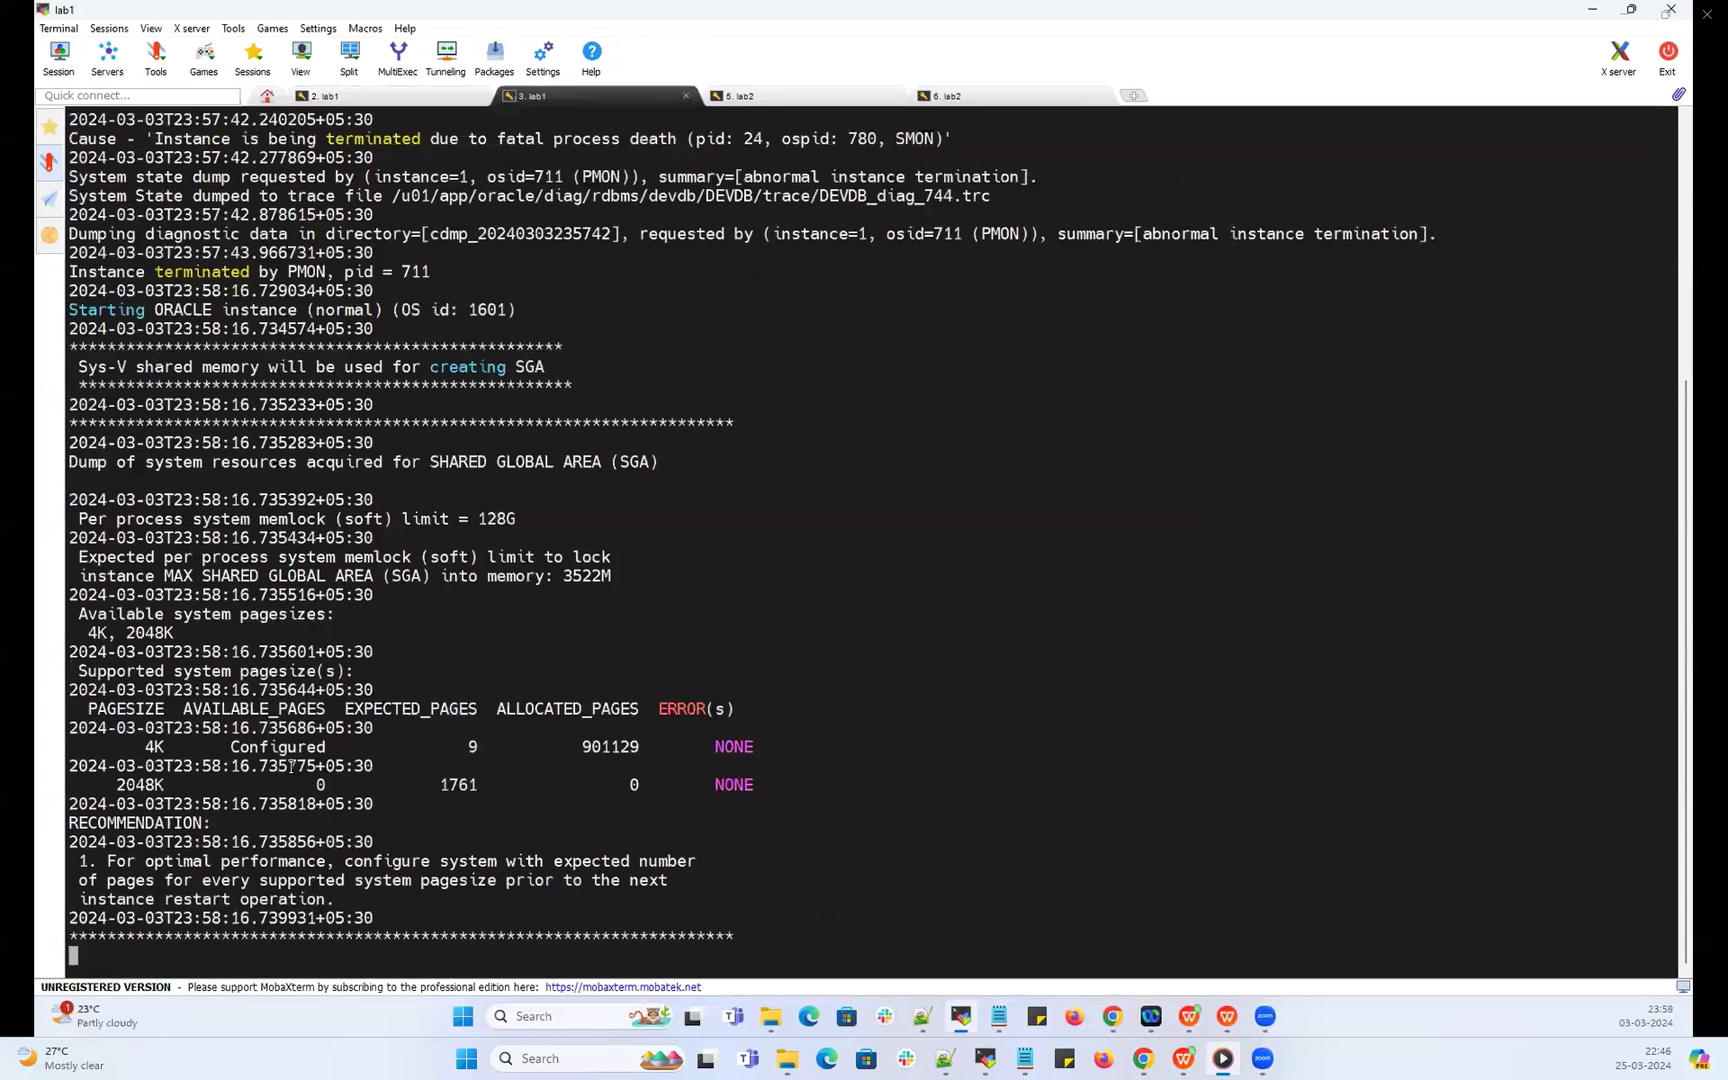 lab1
Terminal Sessions View X server Tools Games Settings Macros Help
Session Servers Tools Games Sessions View Split MultiExec Tunneling Packages Settings Help X server Exit
Quick connect... 2. lab1 3. lab1 5. lab2 6. lab2
2024-03-03T23:57:42.240205+05:30
Cause - 'Instance is being terminated due to fatal process death (pid: 24, ospid: 780, SMON)'
2024-03-03T23:57:42.277869+05:30
System state dump requested by (instance=1, osid=711 (PMON)), summary=[abnormal instance termination].
System State dumped to trace file /u01/app/oracle/diag/rdbms/devdb/DEVDB/trace/DEVDB_diag_744.trc
2024-03-03T23:57:42.878615+05:30
Dumping diagnostic data in directory=[cdmp_20240303235742], requested by (instance=1, osid=711 (PMON)), summary=[abnormal instance termination].
2024-03-03T23:57:43.966731+05:30
Instance terminated by PMON, pid = 711
2024-03-03T23:58:16.729034+05:30
Starting ORACLE instance (normal) (OS id: 1601)
2024-03-03T23:58:16.734574+05:30
****************************************************
Sys-V shared memory will be used for creating SGA
****************************************************
2024-03-03T23:58:16.735233+05:30
**********************************************************************
2024-03-03T23:58:16.735283+05:30
Dump of system resources acquired for SHARED GLOBAL AREA (SGA)
2024-03-03T23:58:16.735392+05:30
Per process system memlock (soft) limit = 128G
2024-03-03T23:58:16.735434+05:30
Expected per process system memlock (soft) limit to lock
instance MAX SHARED GLOBAL AREA (SGA) into memory: 3522M
2024-03-03T23:58:16.735516+05:30
Available system pagesizes:
4K, 2048K
2024-03-03T23:58:16.735601+05:30
Supported system pagesize(s):
2024-03-03T23:58:16.735644+05:30
PAGESIZE AVAILABLE_PAGES EXPECTED_PAGES ALLOCATED_PAGES ERROR(s)
2024-03-03T23:58:16.735686+05:30
4K Configured 9 901129 NONE
2024-03-03T23:58:16.735775+05:30
2048K 0 1761 0 NONE
2024-03-03T23:58:16.735818+05:30
RECOMMENDATION:
2024-03-03T23:58:16.735856+05:30
1. For optimal performance, configure system with expected number
of pages for every supported system pagesize prior to the next
instance restart operation.
2024-03-03T23:58:16.739931+05:30
**********************************************************************
UNREGISTERED VERSION - Please support MobaXterm by subscribing to the professional edition here: https://mobaxterm.mobatek.net
23°C
Partly cloudy
Search
23:59
03-03-2024
27°C
Mostly clear
Search
22:46
25-03-2024